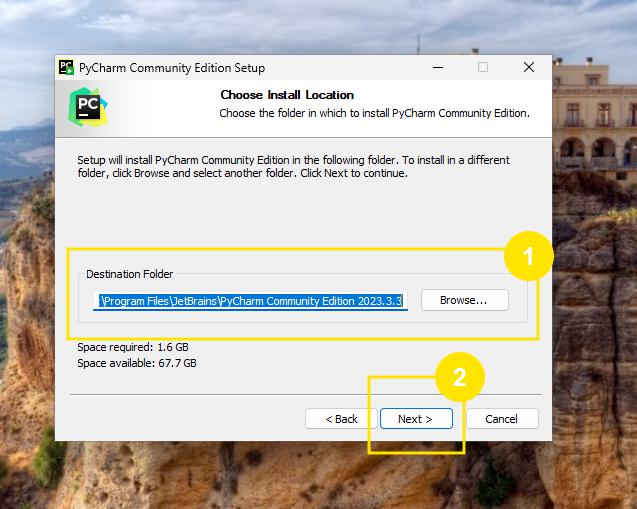 PyCharm Community Edition Setup
PC
Choose Install Location
Choose the folder in which to install PyCharm Community Edition.
Setup will install PyCharm Community Edition in the following folder. To install in a different
folder, click Browse and select another folder. Click Next to continue.
1
Destination Folder
:\Program Files\JetBrains\PyCharm Community Edition 2023.3.3
Browse...
Space required: 1.6 GB
Space available: 67.7 GB
2
< Back
Next >
Cancel